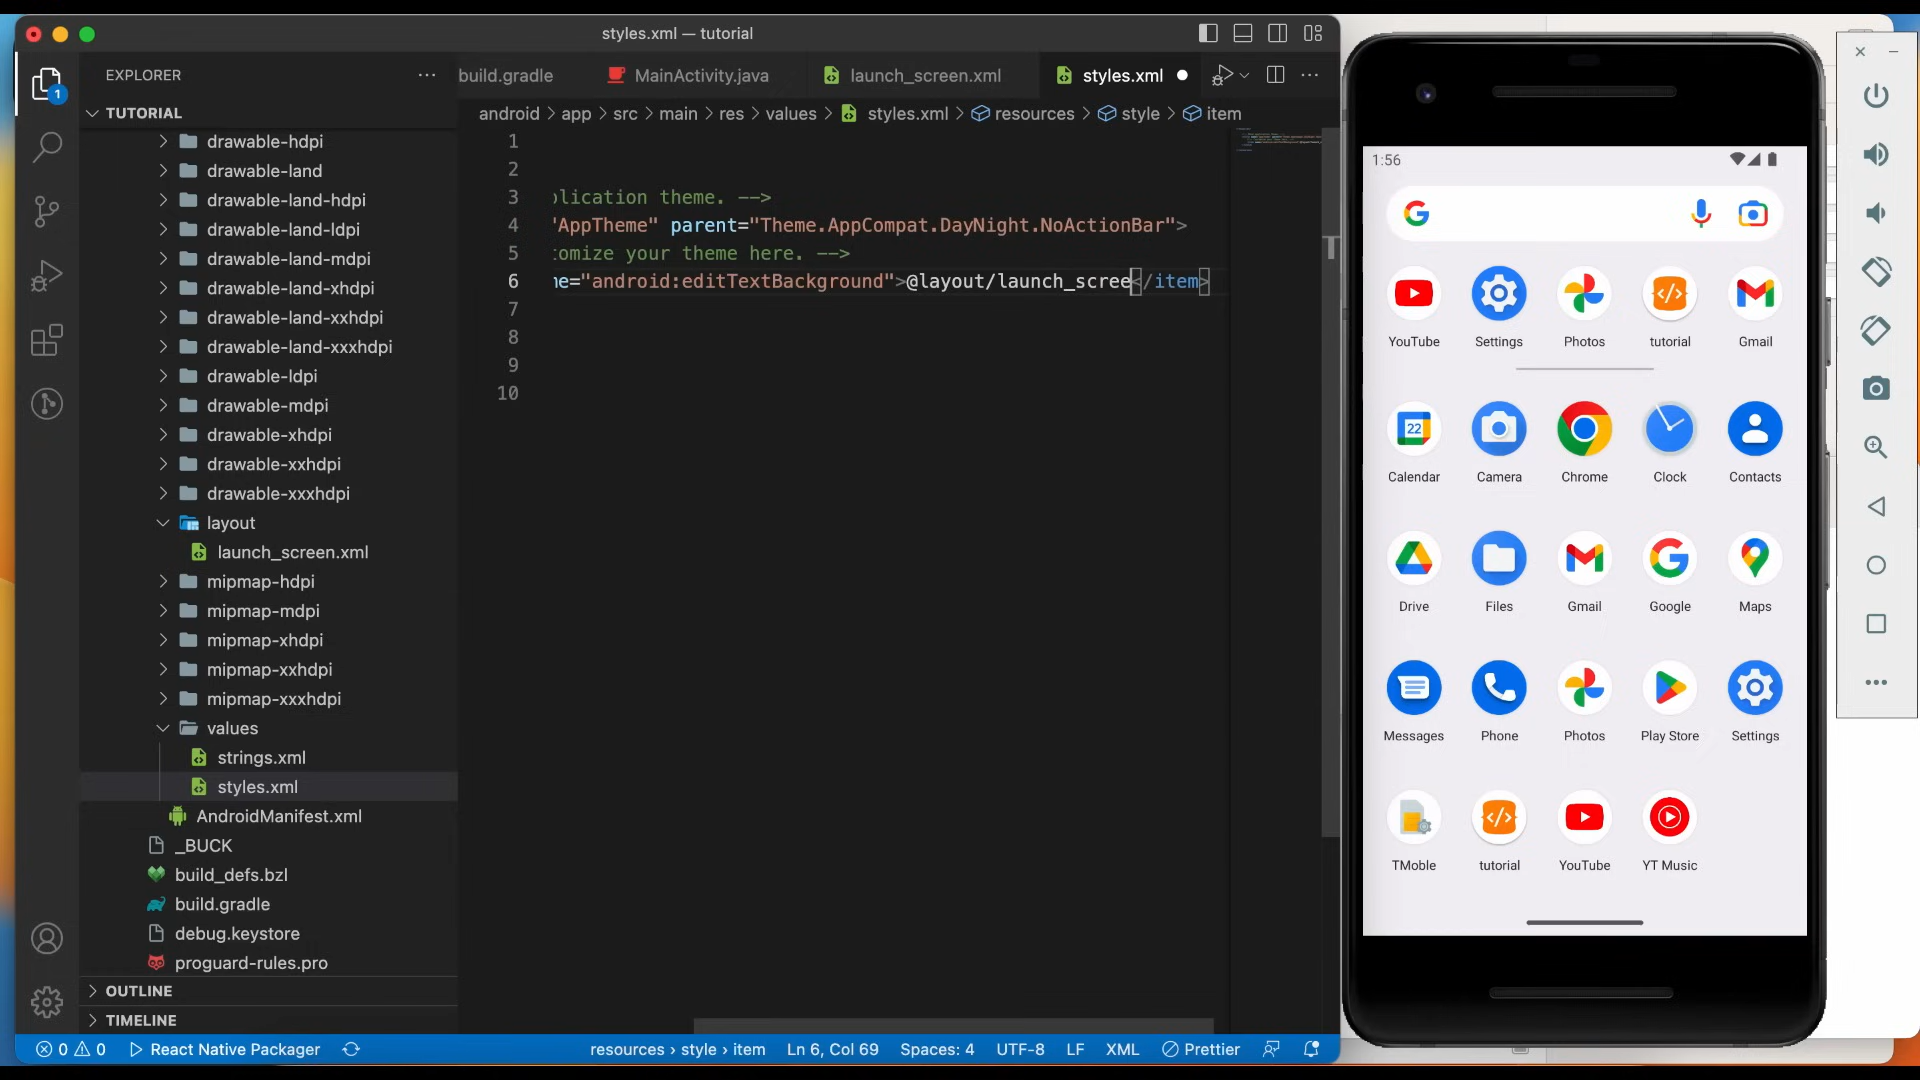 styles.xml — tutorial
EXPLORER
TUTORIAL
drawable-hdpi
drawable-land
drawable-land-hdpi
drawable-land-ldpi
drawable-land-mdpi
drawable-land-xhdpi
drawable-land-xxhdpi
drawable-land-xxxhdpi
drawable-ldpi
drawable-mdpi
drawable-xhdpi
drawable-xxhdpi
drawable-xxxhdpi
layout
launch_screen.xml
mipmap-hdpi
mipmap-mdpi
mipmap-xhdpi
mipmap-xxhdpi
mipmap-xxxhdpi
values
strings.xml
styles.xml
AndroidManifest.xml
_BUCK
build_defs.bzl
build.gradle
debug.keystore
proguard-rules.pro
OUTLINE
TIMELINE
1
build.gradle MainActivity.java launch_screen.xml styles.xml
android > app > src > main > res > values > styles.xml > resources > style > item
1
2
3 plication theme. -->
4 "AppTheme" parent="Theme.AppCompat.DayNight.NoActionBar">
5 tomize your theme here. -->
6 me="android:editTextBackground">@layout/launch_scree</item>
7
8
9
10
0 0 React Native Packager resources › style › item Ln 6, Col 69 Spaces: 4 UTF-8 LF XML Prettier
1:56
YouTube Settings Photos tutorial Gmail
22
Calendar Camera Chrome Clock Contacts
Drive Files Gmail Google Maps
Messages Phone Photos Play Store Settings
TMoble tutorial YouTube YT Music